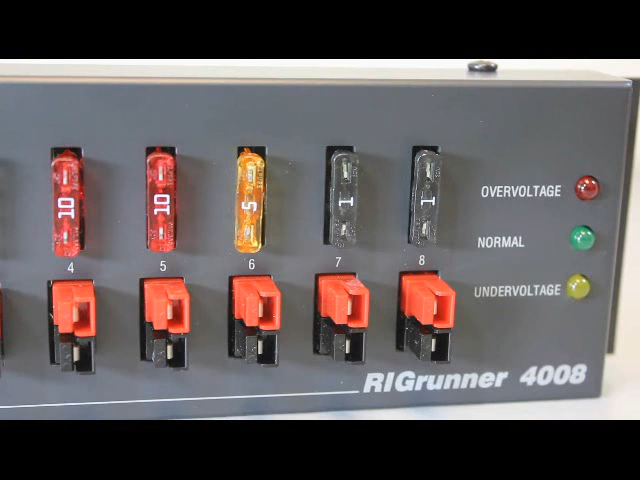 10 10 5 1 1
OVERVOLTAGE
NORMAL
4 5 6 7 8
UNDERVOLTAGE
RIGrunner 4008